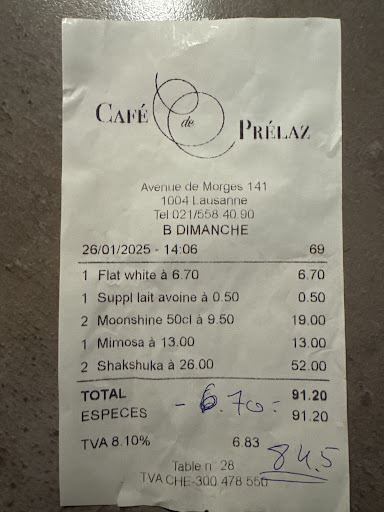 CAFÉ de PRÉLAZ
Avenue de Morges 141
1004 Lausanne
Tel 021/558 40 90
B DIMANCHE
26/01/2025 - 14:06 69
1 Flat white à 6.70 6.70
1 Suppl lait avoine à 0.50 0.50
2 Moonshine 50cl à 9.50 19.00
1 Mimosa à 13.00 13.00
2 Shakshuka à 26.00 52.00
TOTAL - 6.70 = 91.20
ESPECES 91.20
TVA 8.10% 6.83 84.5
Table n° 28
TVA CHE-300 478 550